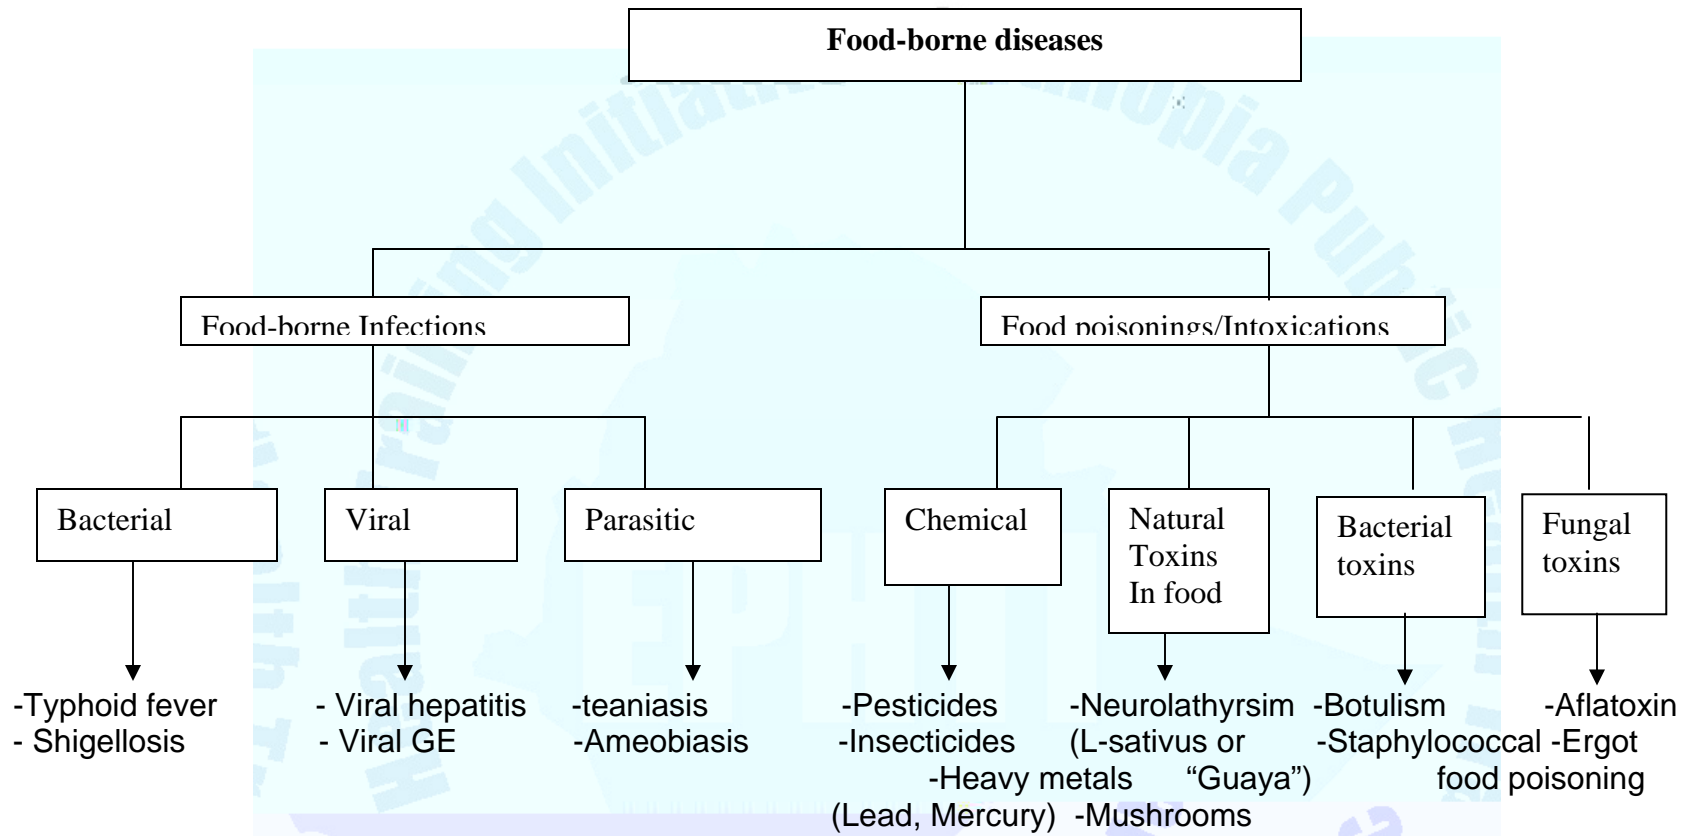 Food-borne diseases
Food-borne Infections
Food poisonings/Intoxications
Bacterial
Viral
Parasitic
Chemical
Natural
Toxins
In food
Bacterial
toxins
Fungal
toxins
-Typhoid fever
- Shigellosis
- Viral hepatitis
- Viral GE
-teaniasis
-Ameobiasis
-Pesticides
-Insecticides
-Heavy metals
(Lead, Mercury)
-Neurolathyrsim
(L-sativus or
“Guaya”)
-Mushrooms
-Botulism
-Staphylococcal
food poisoning
-Aflatoxin
-Ergot